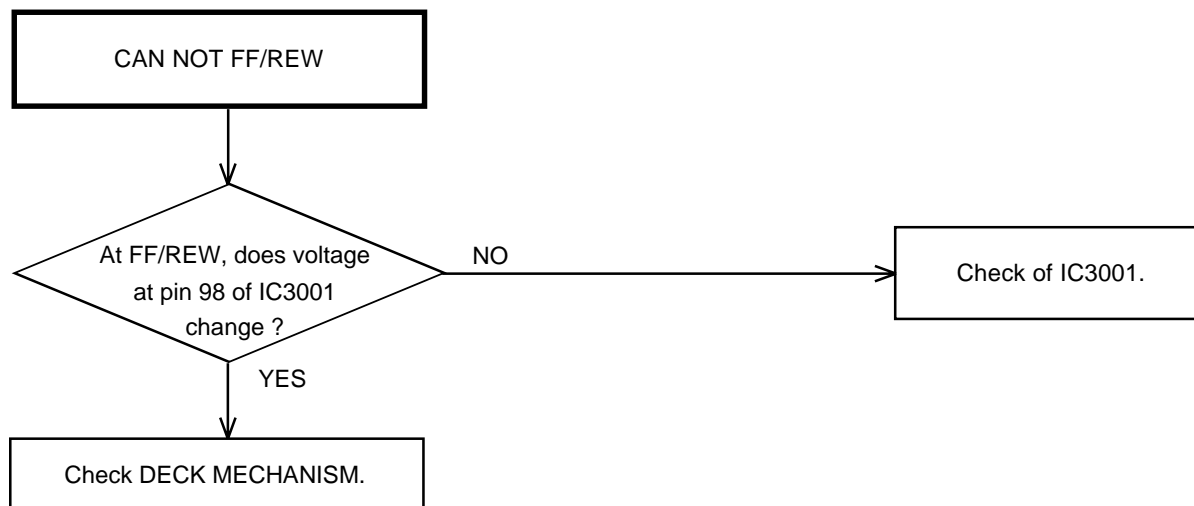 CAN NOT FF/REW
At FF/REW, does voltage
at pin 98 of IC3001
change ?
NO
Check of IC3001.
YES
Check DECK MECHANISM.